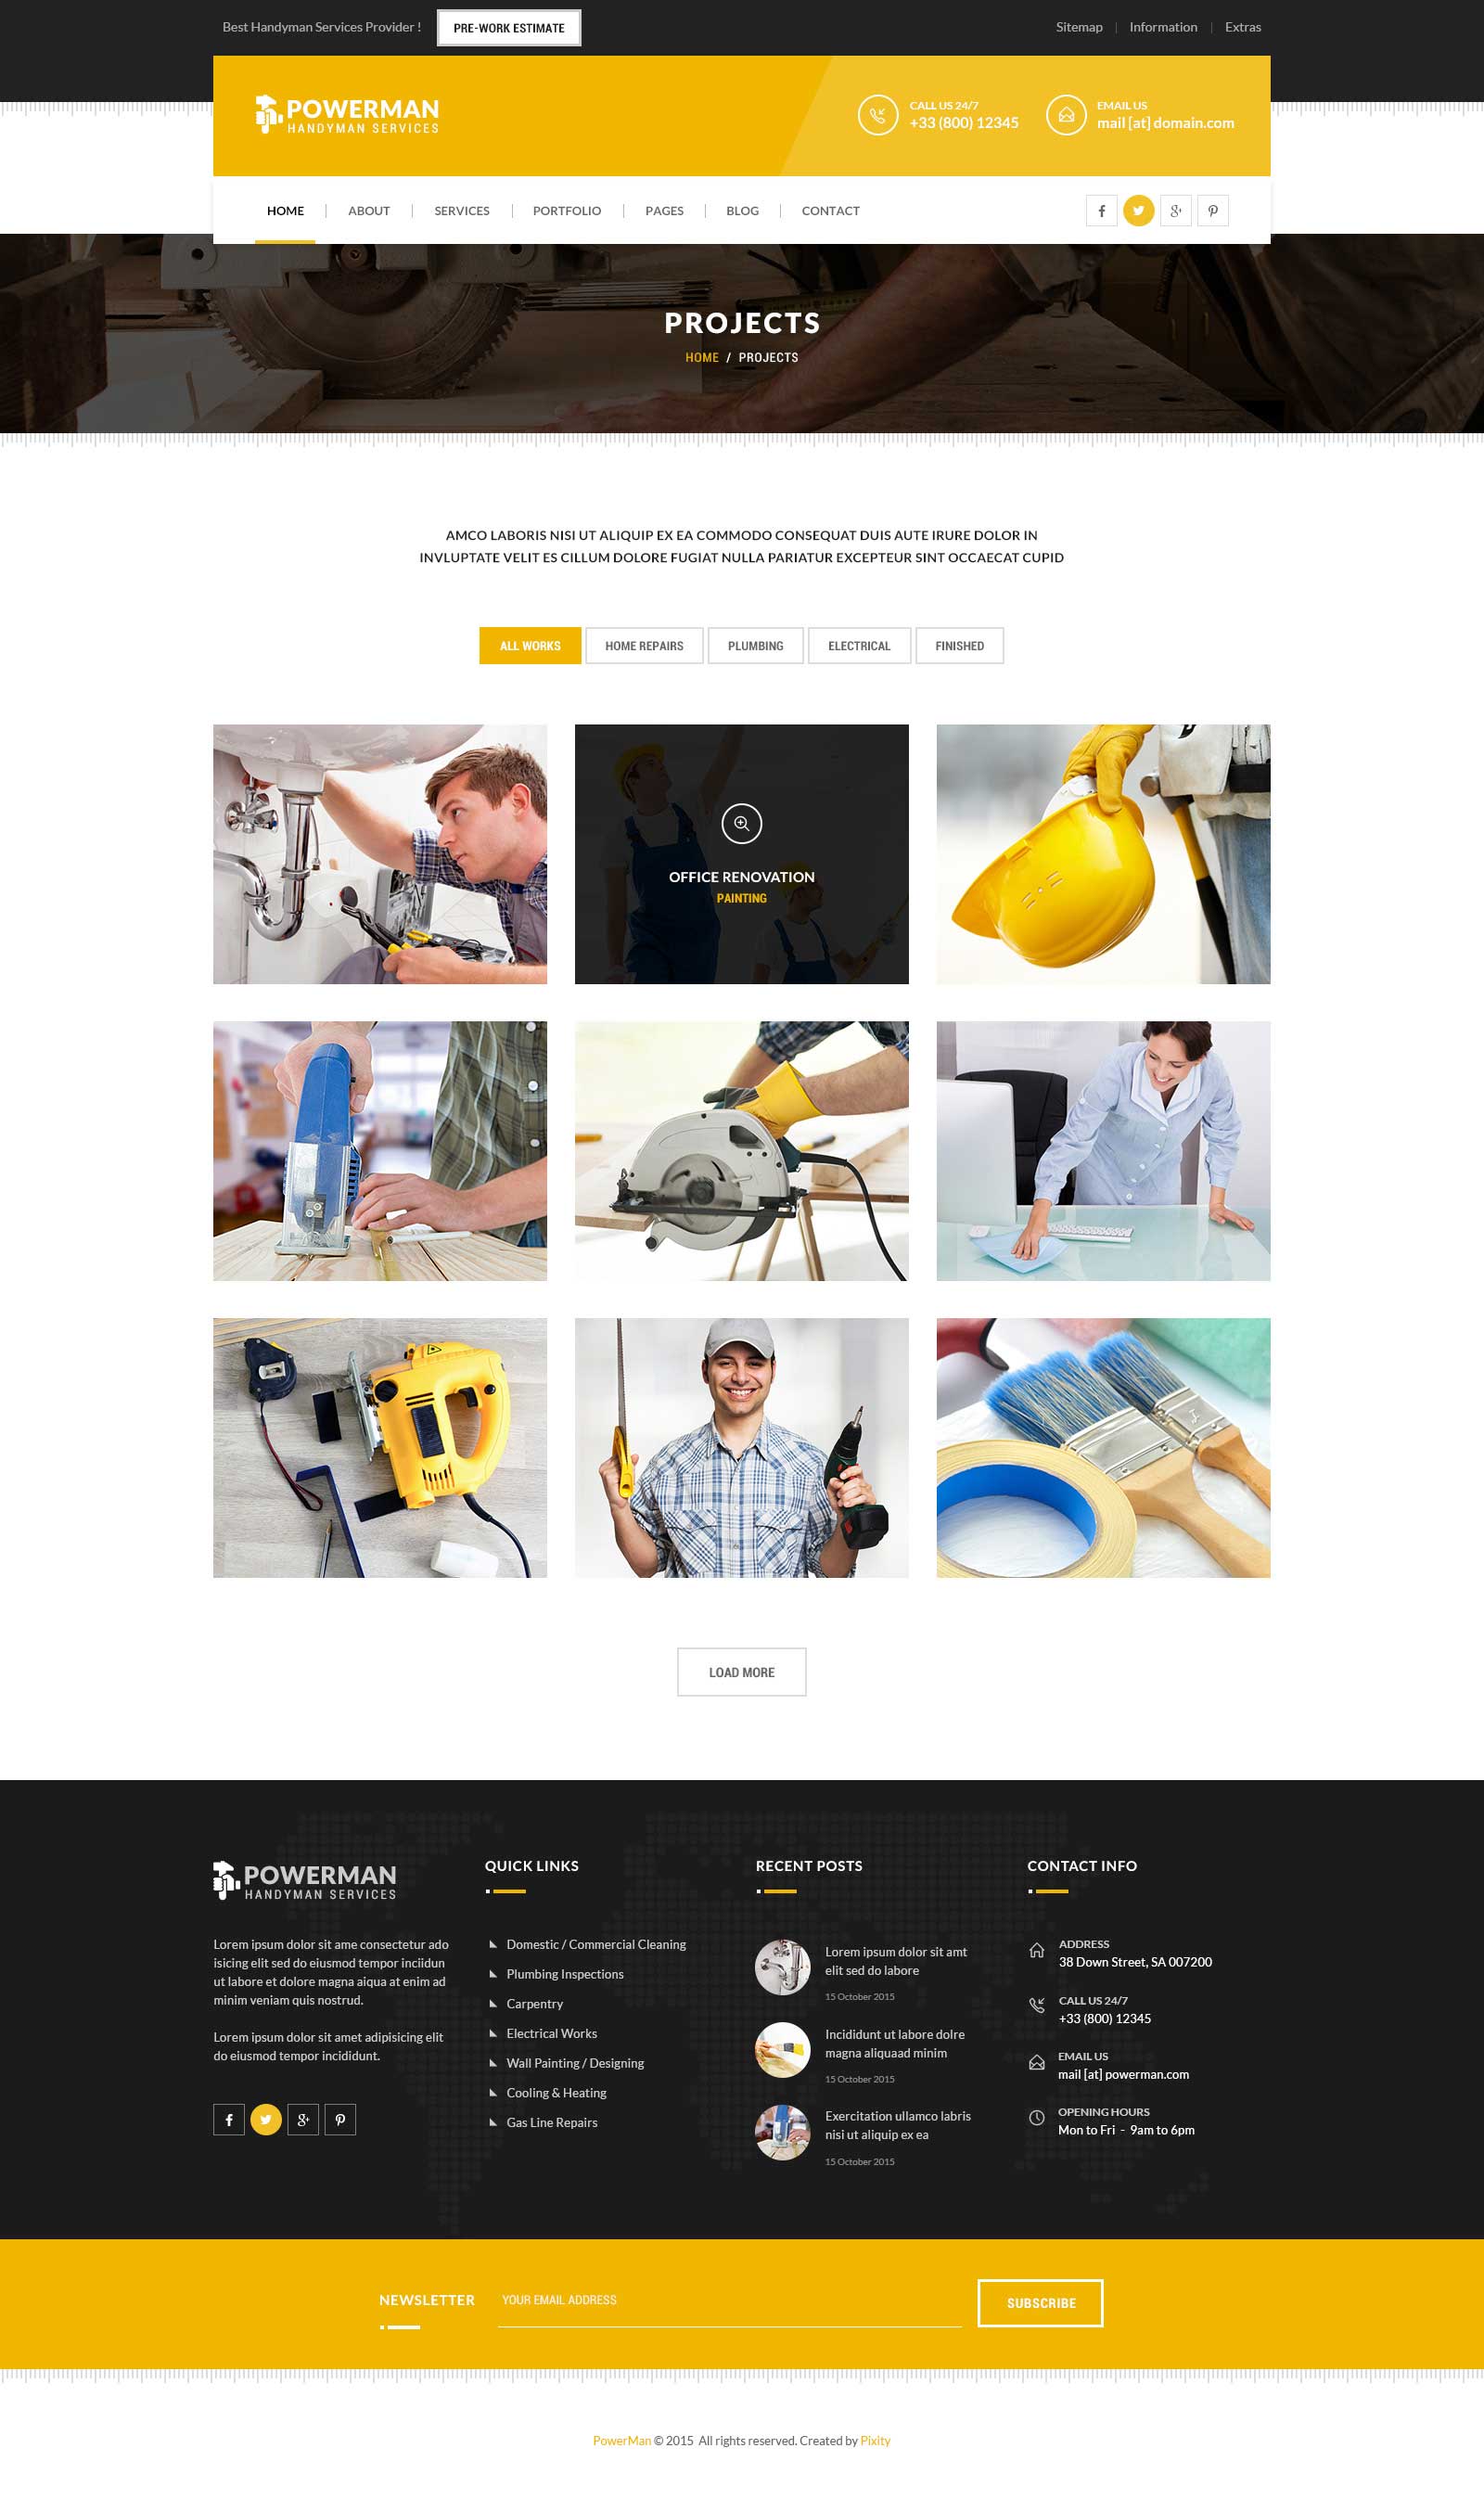 Best Handyman Services Provider !
PRE-WORK ESTIMATE
Sitemap | Information | Extras
POWERMAN
HANDYMAN SERVICES
CALL US 24/7
+33 (800) 12345
EMAIL US
mail [at] domain.com
HOME | ABOUT | SERVICES | PORTFOLIO | PAGES | BLOG | CONTACT
PROJECTS
HOME / PROJECTS
AMCO LABORIS NISI UT ALIQUIP EX EA COMMODO CONSEQUAT DUIS AUTE IRURE DOLOR IN
INVLUPTATE VELIT ES CILLUM DOLORE FUGIAT NULLA PARIATUR EXCEPTEUR SINT OCCAECAT CUPID
ALL WORKS
HOME REPAIRS
PLUMBING
ELECTRICAL
FINISHED
OFFICE RENOVATION
PAINTING
LOAD MORE
POWERMAN
HANDYMAN SERVICES
Lorem ipsum dolor sit ame consectetur ado
isicing elit sed do eiusmod tempor inciidun
ut labore et dolore magna aiqua at enim ad
minim veniam quis nostrud.
Lorem ipsum dolor sit amet adipisicing elit
do eiusmod tempor incididunt.
QUICK LINKS
Domestic / Commercial Cleaning
Plumbing Inspections
Carpentry
Electrical Works
Wall Painting / Designing
Cooling & Heating
Gas Line Repairs
RECENT POSTS
Lorem ipsum dolor sit amt
elit sed do labore
15 October 2015
Incididunt ut labore dolre
magna aliquaad minim
15 October 2015
Exercitation ullamco labris
nisi ut aliquip ex ea
15 October 2015
CONTACT INFO
ADDRESS
38 Down Street, SA 007200
CALL US 24/7
+33 (800) 12345
EMAIL US
mail [at] powerman.com
OPENING HOURS
Mon to Fri - 9am to 6pm
NEWSLETTER
YOUR EMAIL ADDRESS
SUBSCRIBE
PowerMan © 2015 All rights reserved. Created by Pixity